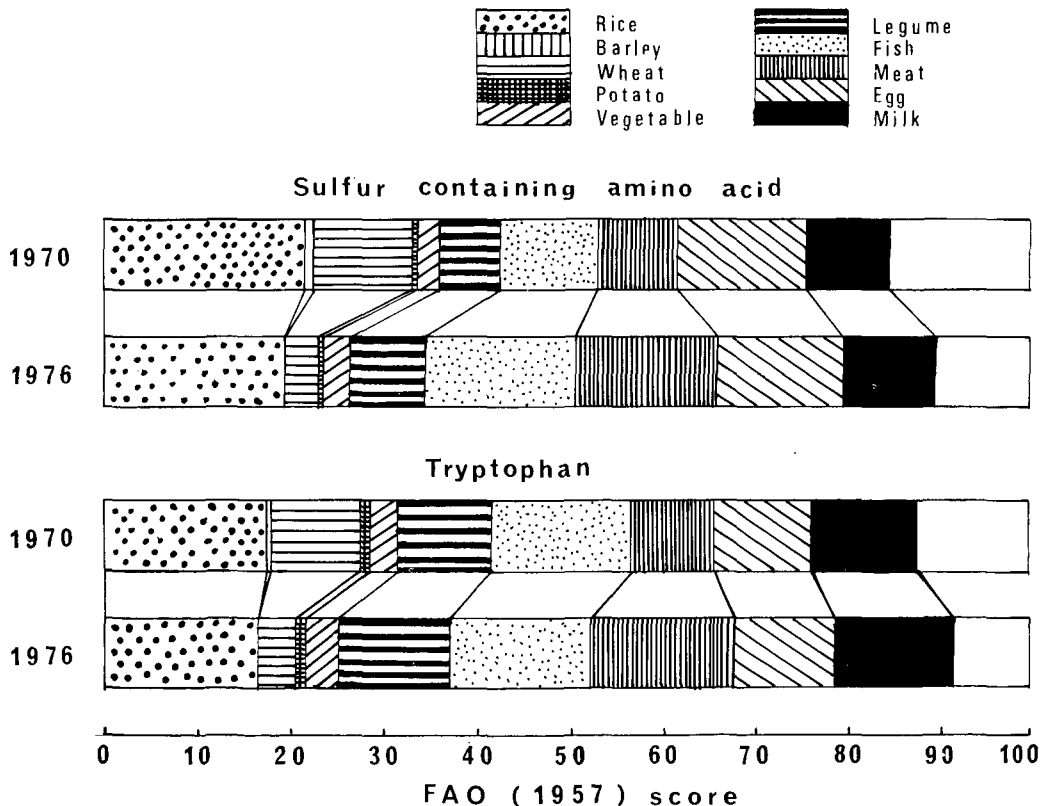 Rice
Barley
Wheat
Potato
Vegetable
Legume
Fish
Meat
Egg
Milk
Sulfur containing amino acid
1970
1976
Tryptophan
1970
1976
0 10 20 30 40 50 60 70 80 90 100
FAO (1957) score